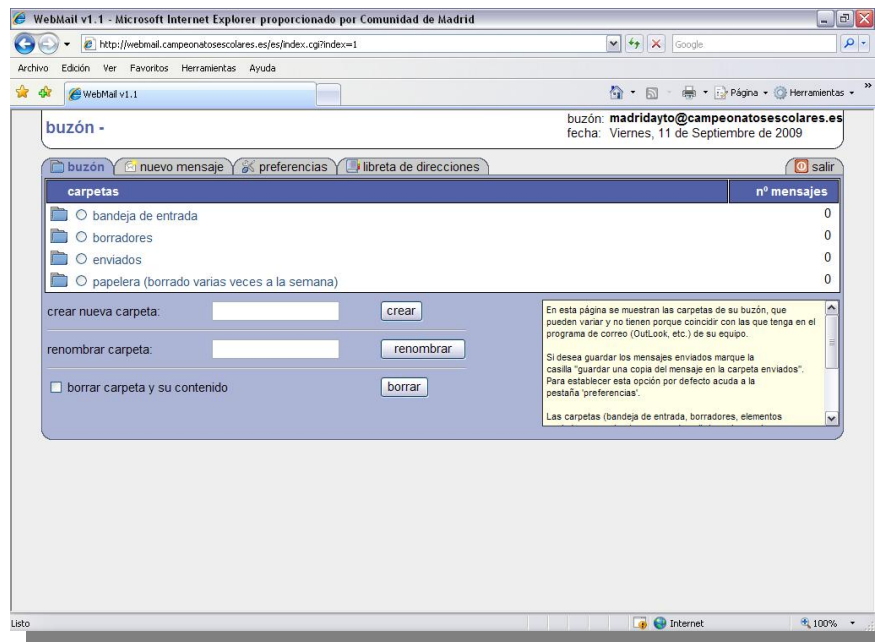 WebMail v1.1 - Microsoft Internet Explorer proporcionado por Comunidad de Madrid
http://webmail.campeonatosescolares.es/es/index.cgi?index=1
Google
Archivo Edición Ver Favoritos Herramientas Ayuda
WebMail v1.1
Página Herramientas »
buzón -
buzón: madridayto@campeonatosescolares.es
fecha: Viernes, 11 de Septiembre de 2009
buzón nuevo mensaje preferencias libreta de direcciones salir
carpetas nº mensajes
bandeja de entrada 0
borradores 0
enviados 0
papelera (borrado varias veces a la semana) 0
crear nueva carpeta: crear
renombrar carpeta: renombrar
borrar carpeta y su contenido borrar
En esta página se muestran las carpetas de su buzón, que
pueden variar y no tienen porque coincidir con las que tenga en el
programa de correo (OutLook, etc.) de su equipo.
Si desea guardar los mensajes enviados marque la
casilla "guardar una copia del mensaje en la carpeta enviados".
Para establecer esta opción por defecto acuda a la
pestaña 'preferencias'.
Las carpetas (bandeja de entrada, borradores, elementos
Listo Internet 100%